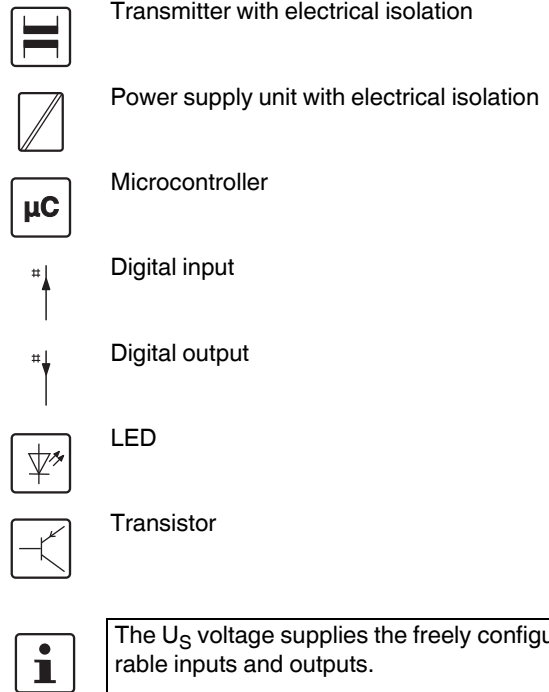 Transmitter with electrical isolation
Power supply unit with electrical isolation
µC
Microcontroller
#
Digital input
#
Digital output
LED
Transistor
i
The US voltage supplies the freely configu
rable inputs and outputs.